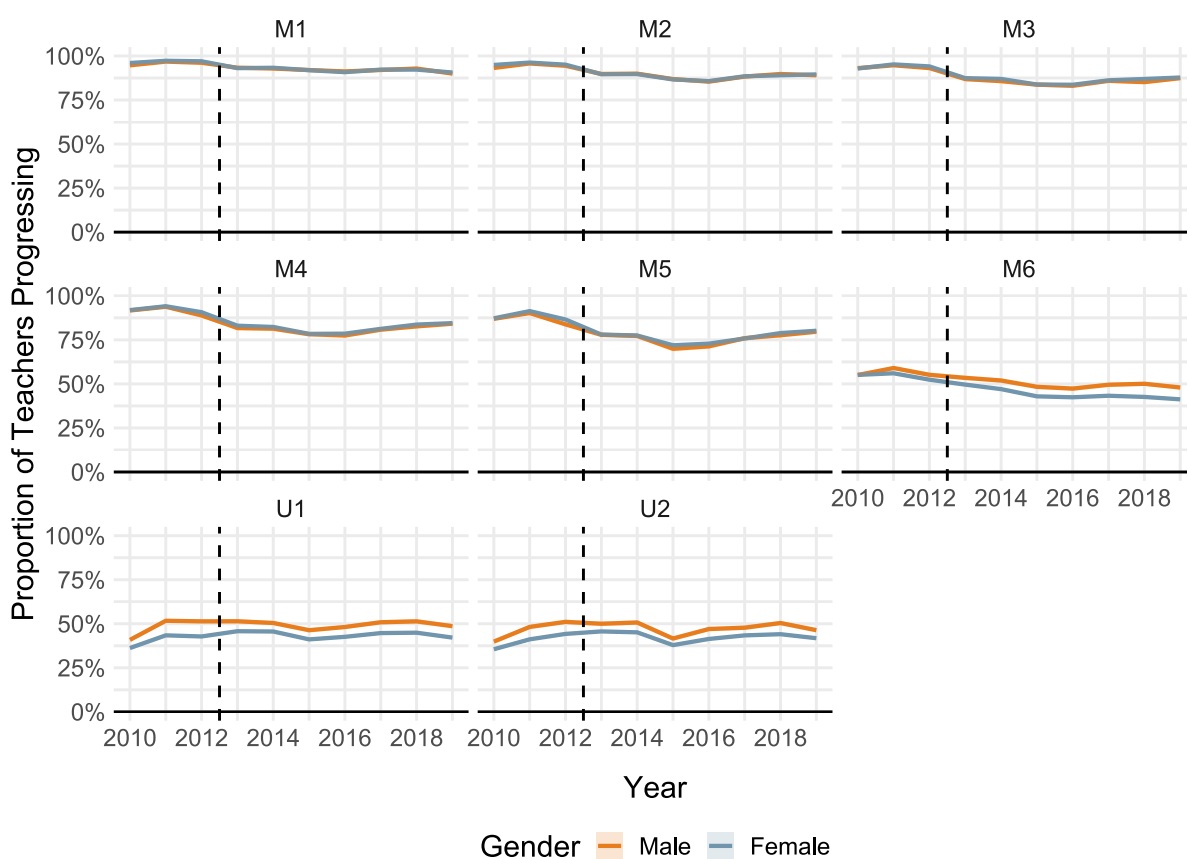 M1 M2 M3
100%
75%
50%
25%
0%
M4 M5 M6
100%
75%
50%
25%
0%
2010 2012 2014 2016 2018
U1 U2
100%
75%
50%
25%
0%
2010 2012 2014 2016 2018 2010 2012 2014 2016 2018
Proportion of Teachers Progressing
Year
Gender Male Female